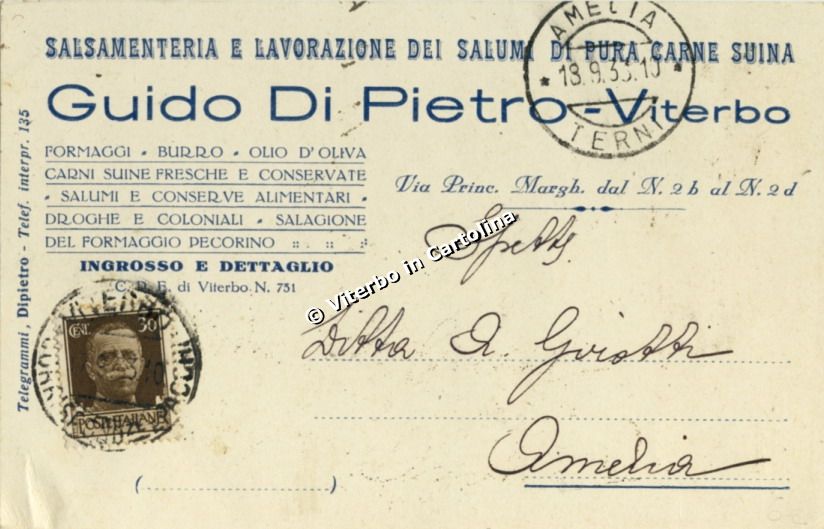 SALSAMENTERIA E LAVORAZIONE DEI SALUMI DI PURA CARNE SUINA
Guido Di Pietro - Viterbo
AMELIA
18.9.35.10
TERNI
FORMAGGI - BURRO - OLIO D'OLIVA
CARNI SUINE FRESCHE E CONSERVATE
- SALUMI E CONSERVE ALIMENTARI -
DROGHE E COLONIALI - SALAGIONE
DEL FORMAGGIO PECORINO :: :: ::
INGROSSO E DETTAGLIO
C. P. E. di Viterbo N. 751
Via Princ. Margh. dal N. 2 b al N. 2 d
Telegrammi, Dipietro - Telef. interpr. 135
© Viterbo in Cartolina
Spett
Ditta A. Goiotti
Amelia
CENT. 30
POSTE ITALIANE
(                    )